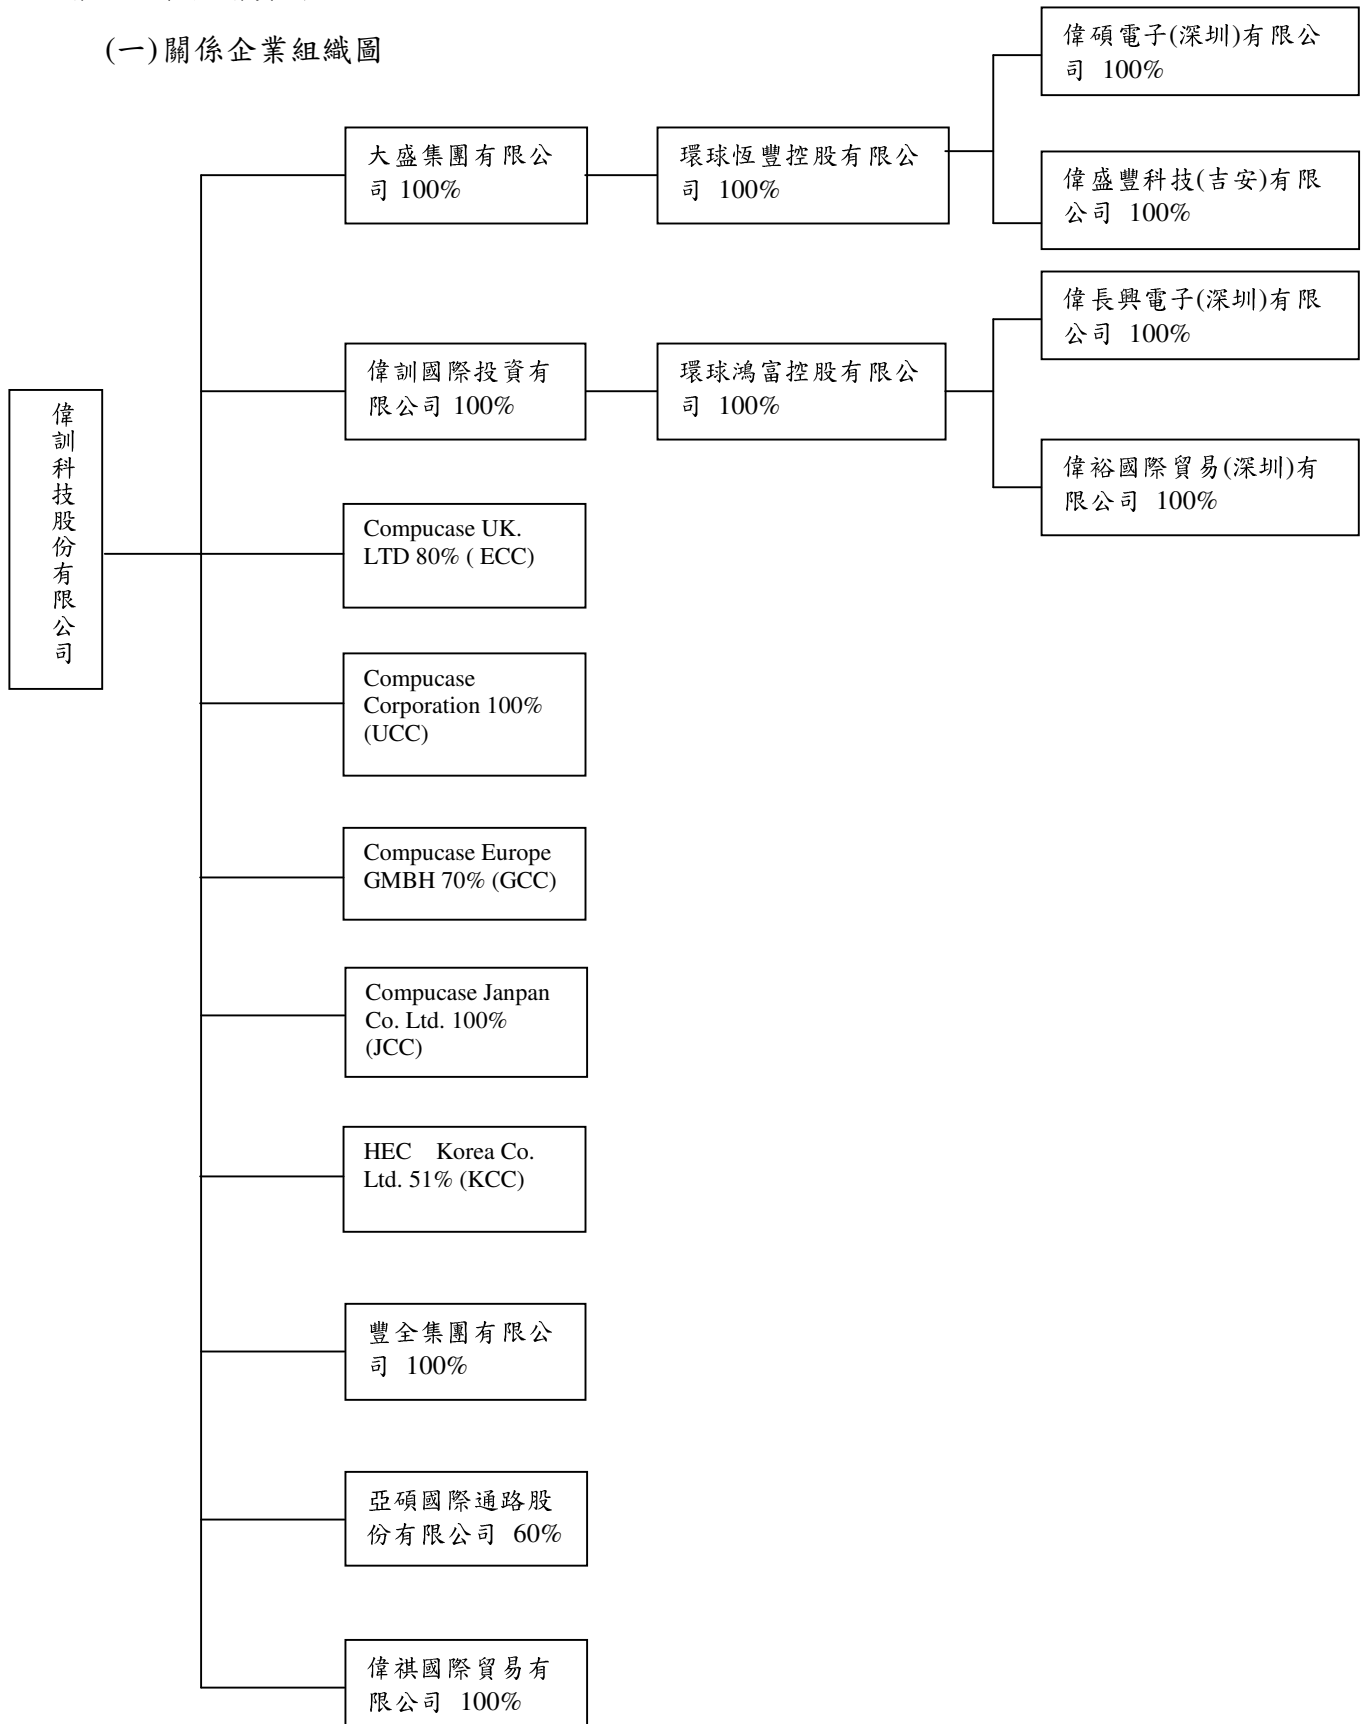 (一)關係企業組織圖
偉碩電子(深圳)有限公
司 100%
大盛集團有限公
司 100%
環球恆豐控股有限公
司 100%
偉盛豐科技(吉安)有限
公司 100%
偉長興電子(深圳)有限
公司 100%
偉訓國際投資有
限公司 100%
環球鴻富控股有限公
司 100%
偉裕國際貿易(深圳)有
限公司 100%
偉訓科技股份有限公司
Compucase UK.
LTD 80% ( ECC)
Compucase
Corporation 100%
(UCC)
Compucase Europe
GMBH 70% (GCC)
Compucase Janpan
Co. Ltd. 100%
(JCC)
HEC Korea Co.
Ltd. 51% (KCC)
豐全集團有限公
司 100%
亞碩國際通路股
份有限公司 60%
偉祺國際貿易有
限公司 100%